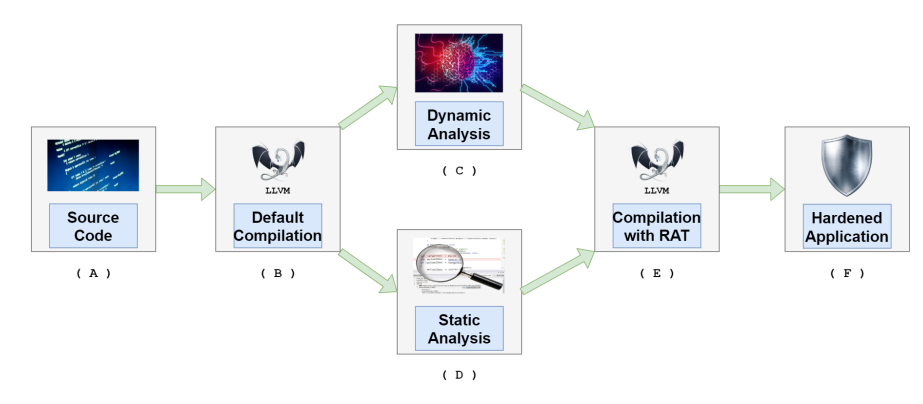 Source
Code
( A )
LLVM
Default
Compilation
( B )
Dynamic
Analysis
( C )
Static
Analysis
( D )
LLVM
Compilation
with RAT
( E )
Hardened
Application
( F )